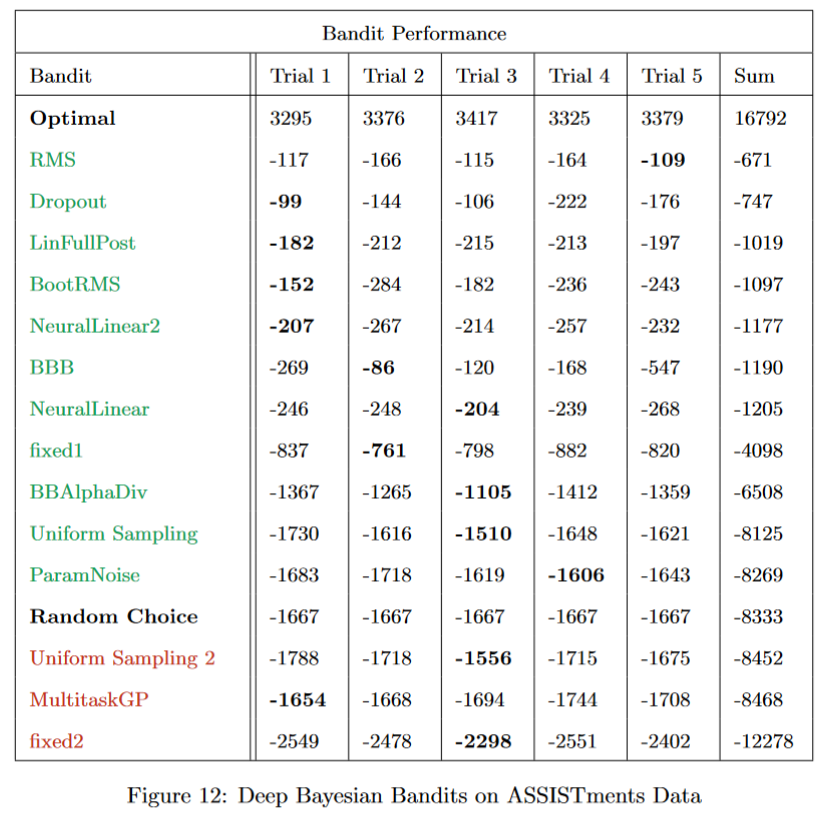 Bandit Performance
Bandit Trial 1 Trial 2 Trial 3 Trial 4 Trial 5 Sum
Optimal 3295 3376 3417 3325 3379 16792
RMS -117 -166 -115 -164 -109 -671
Dropout -99 -144 -106 -222 -176 -747
LinFullPost -182 -212 -215 -213 -197 -1019
BootRMS -152 -284 -182 -236 -243 -1097
NeuralLinear2 -207 -267 -214 -257 -232 -1177
BBB -269 -86 -120 -168 -547 -1190
NeuralLinear -246 -248 -204 -239 -268 -1205
fixed1 -837 -761 -798 -882 -820 -4098
BBAlphaDiv -1367 -1265 -1105 -1412 -1359 -6508
Uniform Sampling -1730 -1616 -1510 -1648 -1621 -8125
ParamNoise -1683 -1718 -1619 -1606 -1643 -8269
Random Choice -1667 -1667 -1667 -1667 -1667 -8333
Uniform Sampling 2 -1788 -1718 -1556 -1715 -1675 -8452
MultitaskGP -1654 -1668 -1694 -1744 -1708 -8468
fixed2 -2549 -2478 -2298 -2551 -2402 -12278
Figure 12: Deep Bayesian Bandits on ASSISTments Data